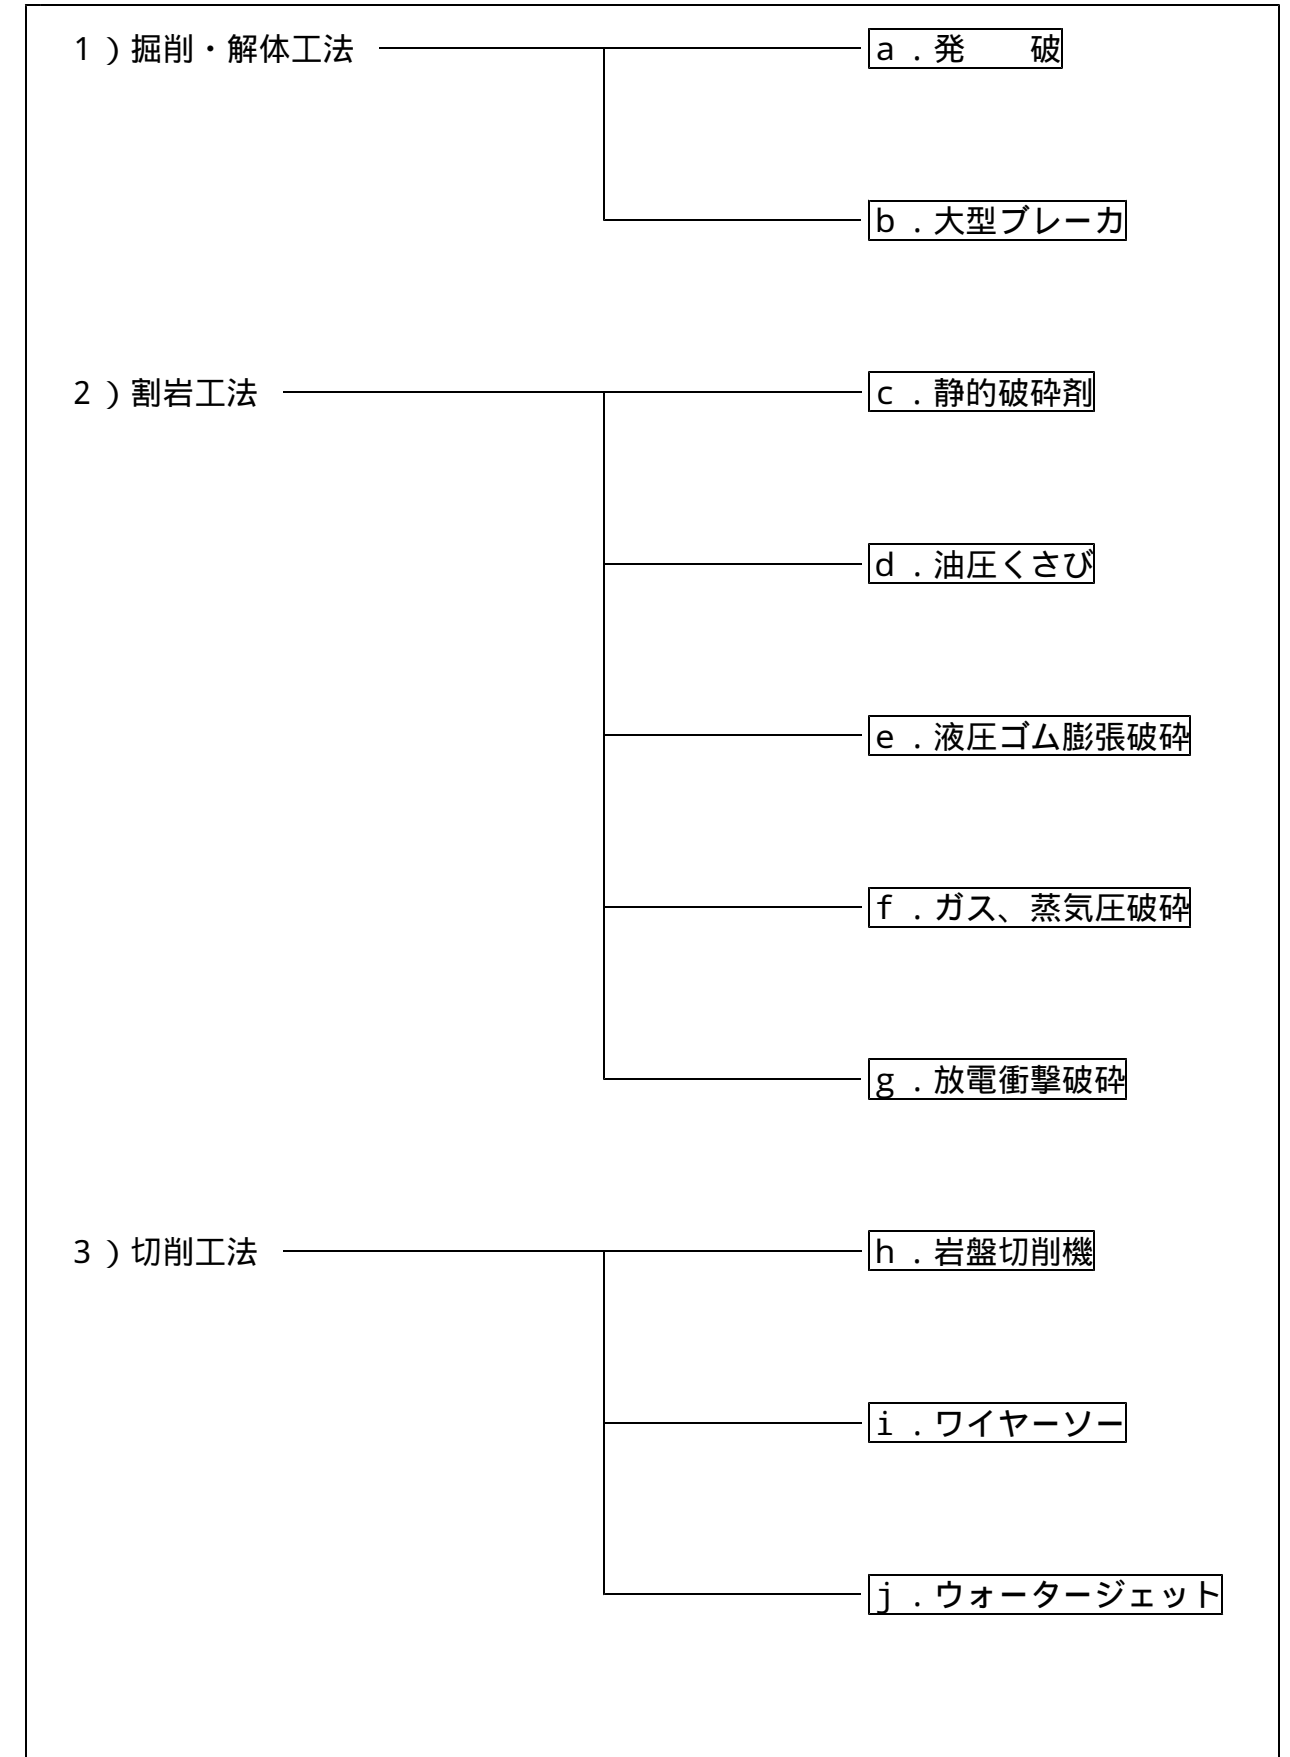 1）掘削・解体工法 a．発　　破
b．大型ブレーカ
2）割岩工法 c．静的破砕剤
d．油圧くさび
e．液圧ゴム膨張破砕
f．ガス、蒸気圧破砕
g．放電衝撃破砕
3）切削工法 h．岩盤切削機
i．ワイヤーソー
j．ウォータージェット